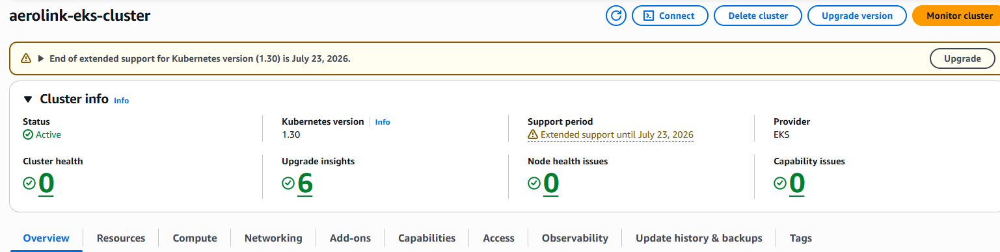 aerolink-eks-cluster
Connect
Delete cluster
Upgrade version
Monitor cluster
End of extended support for Kubernetes version (1.30) is July 23, 2026.
Upgrade
Cluster info Info
Status
Active
Kubernetes version Info
1.30
Support period
Extended support until July 23, 2026
Provider
EKS
Cluster health
0
Upgrade insights
6
Node health issues
0
Capability issues
0
Overview Resources Compute Networking Add-ons Capabilities Access Observability Update history & backups Tags